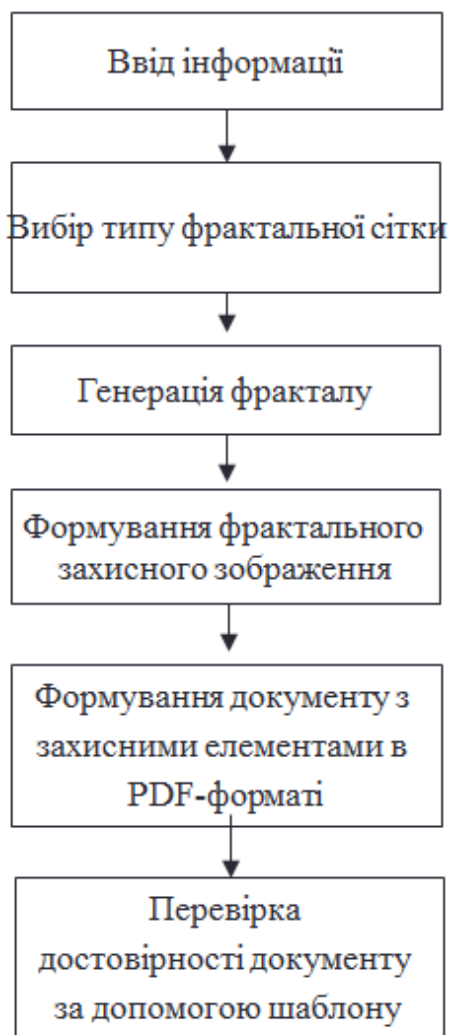 Ввід інформації
Вибір типу фрактальної сітки
Генерація фракталу
Формування фрактального
захисного зображення
Формування документу з
захисними елементами в
PDF-форматі
Перевірка
достовірності документу
за допомогою шаблону